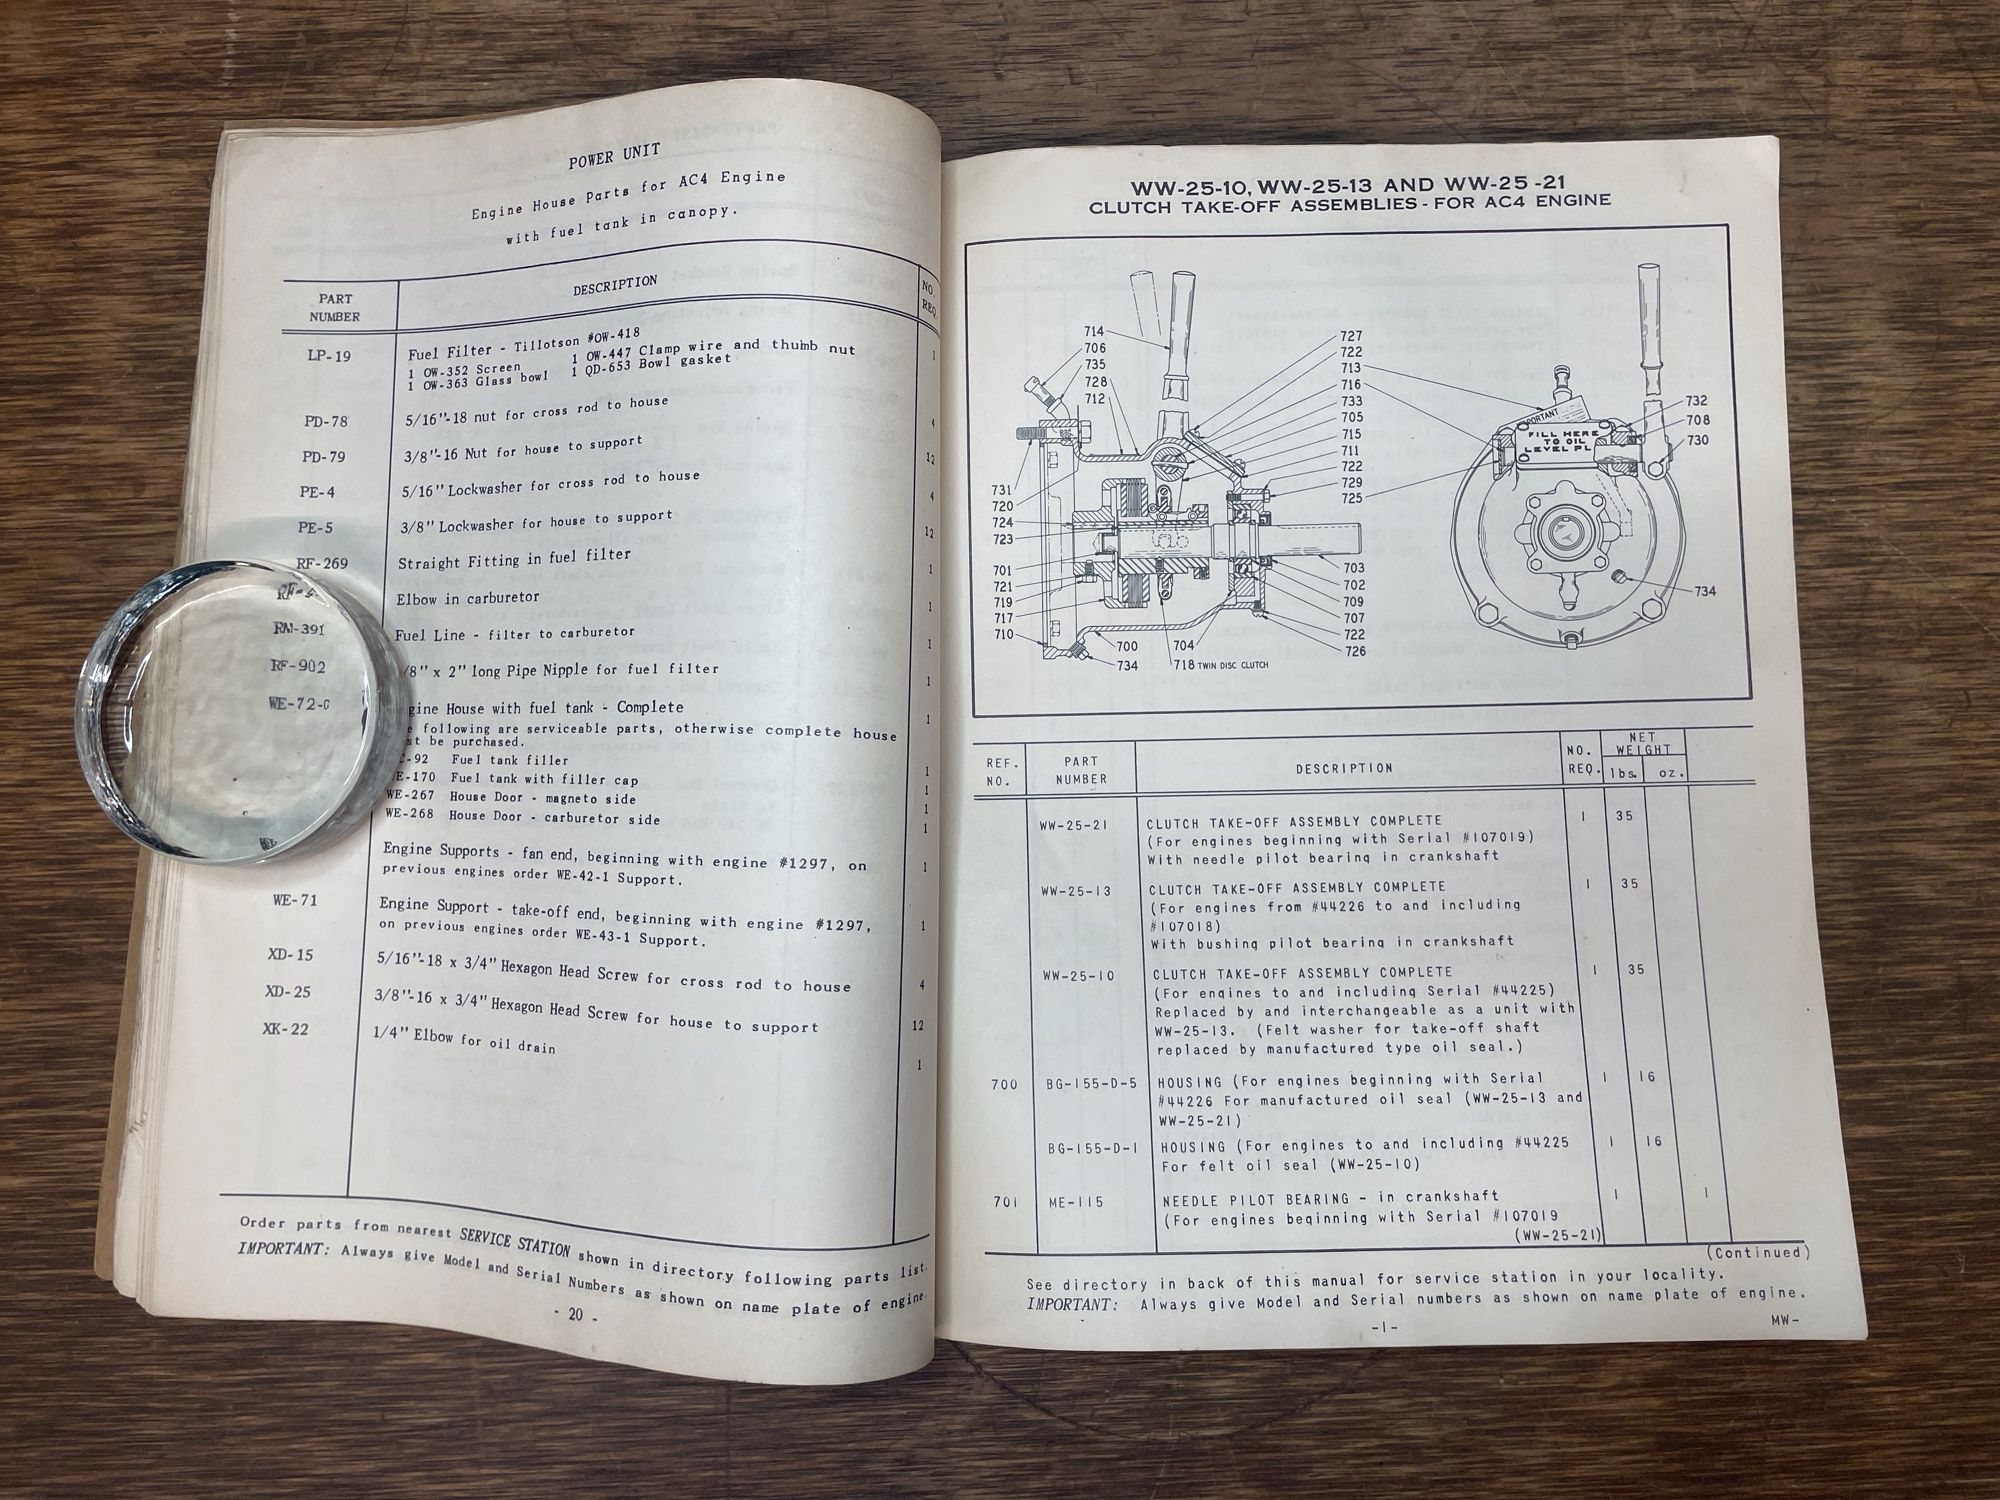 POWER UNIT
Engine House Parts for AC4 Engine
with fuel tank in canopy.
PART NUMBER DESCRIPTION NO. REQ.
LP-19 Fuel Filter - Tillotson #OW-418 1
1 OW-352 Screen 1 OW-447 Clamp wire and thumb nut
1 OW-363 Glass bowl 1 QD-653 Bowl gasket
PD-78 5/16"-18 nut for cross rod to house 4
PD-79 3/8"-16 Nut for house to support 12
PE-4 5/16" Lockwasher for cross rod to house 4
PE-5 3/8" Lockwasher for house to support 12
RF-269 Straight Fitting in fuel filter 1
Elbow in carburetor 1
RM-391 Fuel Line - filter to carburetor 1
RF-902 /8" x 2" long Pipe Nipple for fuel filter 1
WE-72- gine House with fuel tank - Complete 1
following are serviceable parts, otherwise complete house
be purchased.
-92 Fuel tank filler 1
E-170 Fuel tank with filler cap 1
WE-267 House Door - magneto side 1
WE-268 House Door - carburetor side 1
Engine Supports - fan end, beginning with engine #1297, on 1
previous engines order WE-42-1 Support.
WE-71 Engine Support - take-off end, beginning with engine #1297, 1
on previous engines order WE-43-1 Support.
XD-15 5/16"-18 x 3/4" Hexagon Head Screw for cross rod to house 4
XD-25 3/8"-16 x 3/4" Hexagon Head Screw for house to support 12
XK-22 1/4" Elbow for oil drain 1
Order parts from nearest SERVICE STATION shown in directory following parts list.
IMPORTANT: Always give Model and Serial Numbers as shown on name plate of engine.
- 20 -
WW-25-10, WW-25-13 AND WW-25-21
CLUTCH TAKE-OFF ASSEMBLIES - FOR AC4 ENGINE
714
706
735
728
712
731
720
724
723
701
721
719
717
710
700
734
704
718 TWIN DISC CLUTCH
727
722
713
716
733
705
715
711
722
729
725
703
702
709
707
722
726
PORTANT
FILL HERE
TO OIL
LEVEL PL
732
708
730
734
REF. NO. PART NUMBER DESCRIPTION NO. REQ. NET WEIGHT lbs. oz.
WW-25-21 CLUTCH TAKE-OFF ASSEMBLY COMPLETE 1 35
(For engines beginning with Serial #107019)
With needle pilot bearing in crankshaft
WW-25-13 CLUTCH TAKE-OFF ASSEMBLY COMPLETE 1 35
(For engines from #44226 to and including
#107018)
With bushing pilot bearing in crankshaft
WW-25-10 CLUTCH TAKE-OFF ASSEMBLY COMPLETE 1 35
(For engines to and including Serial #44225)
Replaced by and interchangeable as a unit with
WW-25-13. (Felt washer for take-off shaft
replaced by manufactured type oil seal.)
700 BG-155-D-5 HOUSING (For engines beginning with Serial 1 16
#44226 For manufactured oil seal (WW-25-13 and
WW-25-21)
BG-155-D-1 HOUSING (For engines to and including #44225 1 16
For felt oil seal (WW-25-10)
701 ME-115 NEEDLE PILOT BEARING - in crankshaft 1 1
(For engines beginning with Serial #107019
(WW-25-21)
(Continued)
See directory in back of this manual for service station in your locality.
IMPORTANT: Always give Model and Serial numbers as shown on name plate of engine.
-1-
MW-